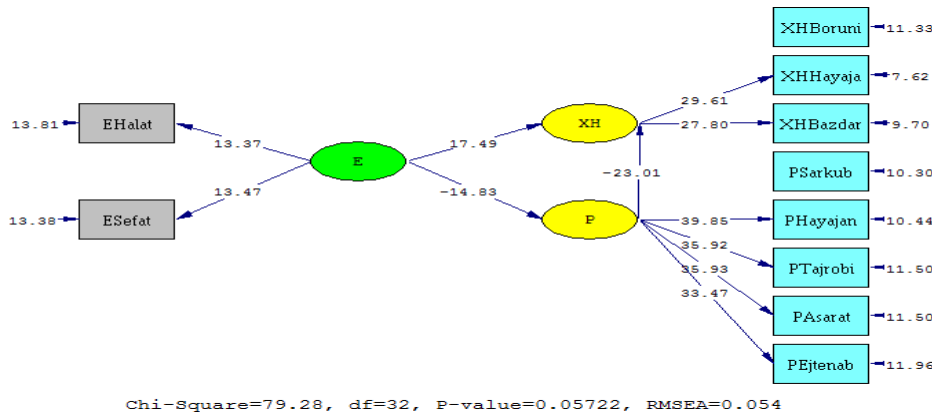 XHBoruni
11.33
XHHayaja
7.62
29.61
13.81
EHalat
XH
27.80
XHBazdar
9.70
13.37
17.49
E
-23.01
PSarkub
10.30
13.47
-14.83
13.38
ESefat
P
39.85
PHayajan
10.44
35.92
PTajrobi
11.50
35.93
33.47
PAsarat
11.50
PEjtenab
11.96
Chi-Square=79.28, df=32, P-value=0.05722, RMSEA=0.054